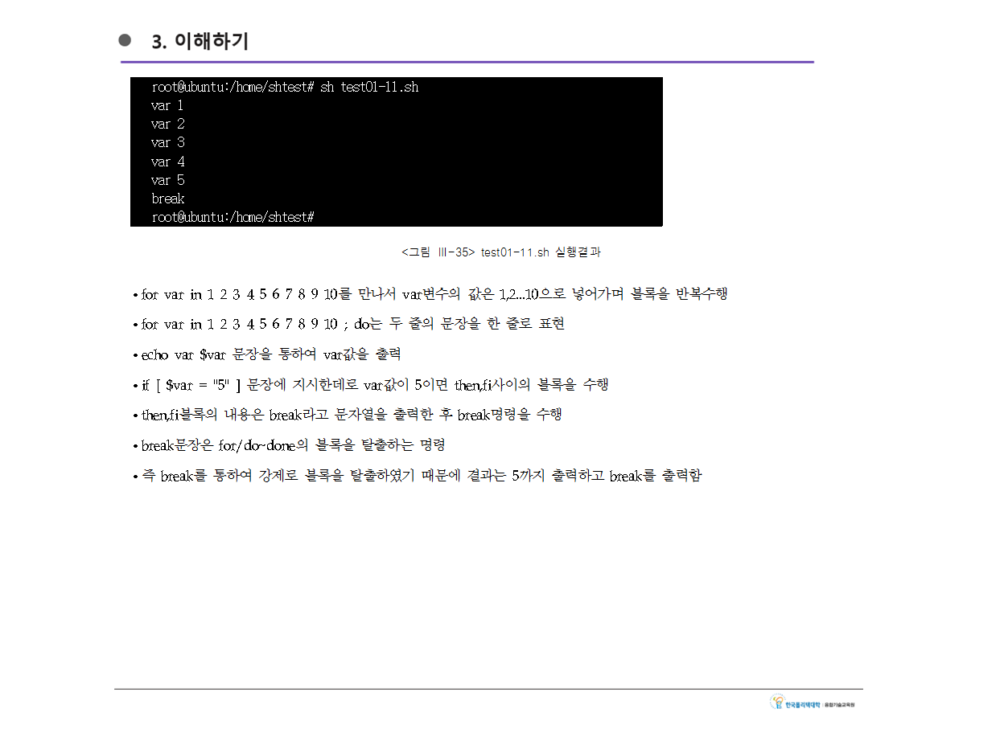 ● 3. 이해하기
root@ubuntu:/home/shtest# sh test01-11.sh
var 1
var 2
var 3
var 4
var 5
break
root@ubuntu:/home/shtest#
<그림 III-35> test01-11.sh 실행결과
• for var in 1 2 3 4 5 6 7 8 9 10를 만나서 var변수의 값은 1,2...10으로 넣어가며 블록을 반복수행
• for var in 1 2 3 4 5 6 7 8 9 10 ; do는 두 줄의 문장을 한 줄로 표현
• echo var $var 문장을 통하여 var값을 출력
• if [ $var = "5" ] 문장에 지시한데로 var값이 5이면 then,fi사이의 블록을 수행
• then,fi블록의 내용은 break라고 문자열을 출력한 후 break명령을 수행
• break문장은 for/do~done의 블록을 탈출하는 명령
• 즉 break를 통하여 강제로 블록을 탈출하였기 때문에 결과는 5까지 출력하고 break를 출력함
한국폴리텍대학 | 융합기술교육원